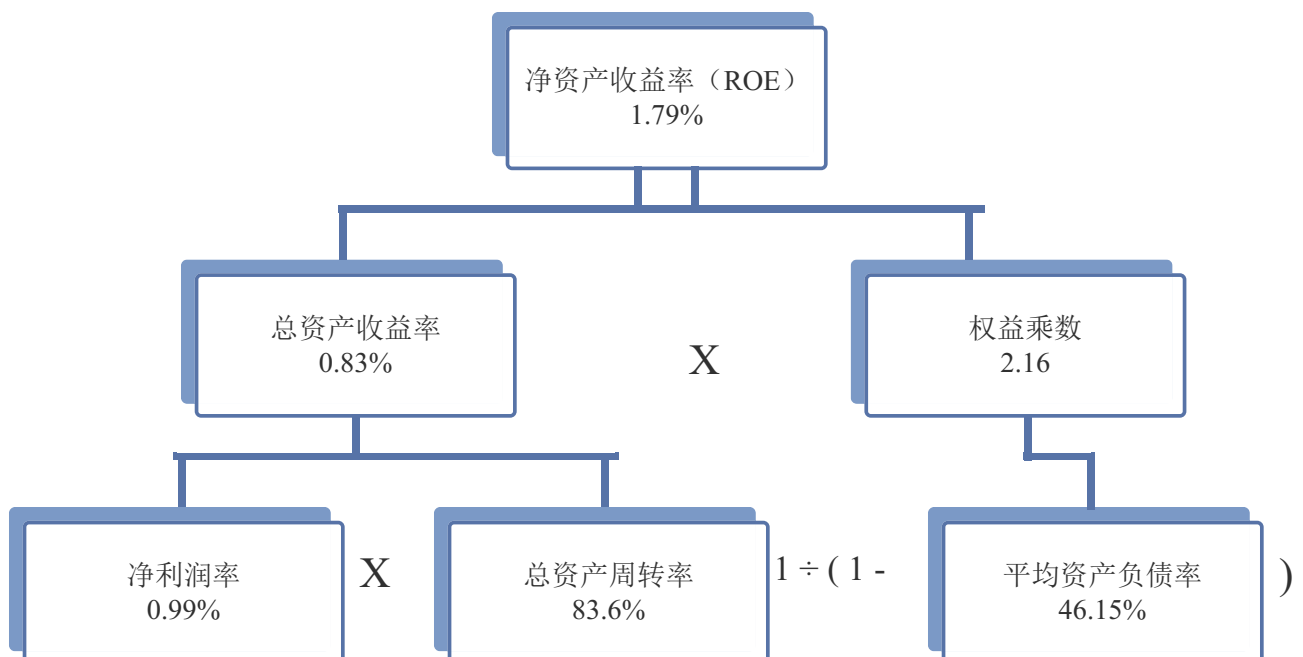 净资产收益率（ROE）
1.79%
总资产收益率
0.83%
X
权益乘数
2.16
净利润率
0.99%
X
总资产周转率
83.6%
1 ÷ ( 1 -
平均资产负债率
46.15%
)